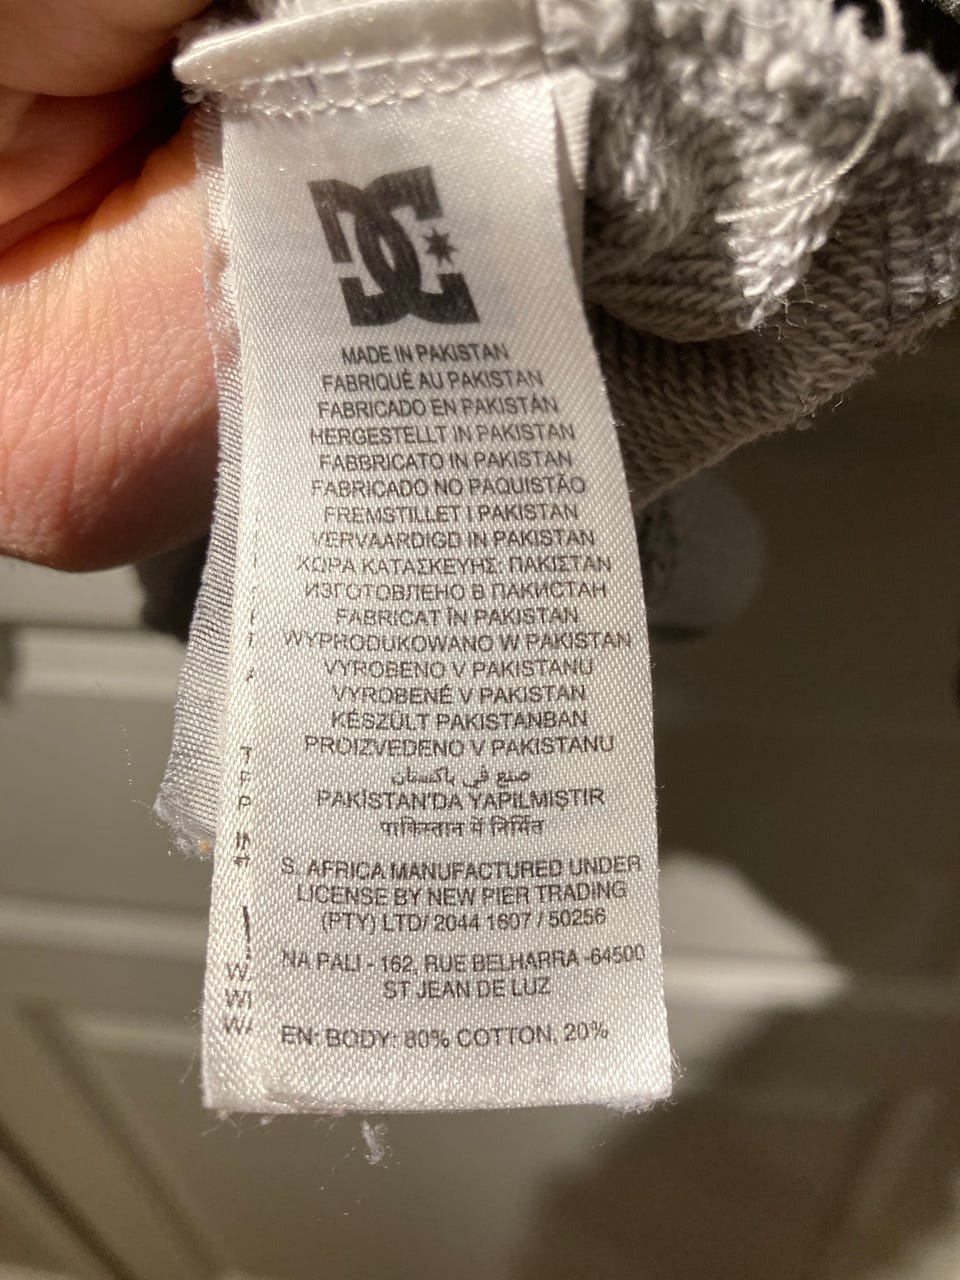 DC
MADE IN PAKISTAN
FABRIQUÉ AU PAKISTAN
FABRICADO EN PAKISTÁN
HERGESTELLT IN PAKISTAN
FABBRICATO IN PAKISTAN
FABRICADO NO PAQUISTÃO
FREMSTILLET I PAKISTAN
VERVAARDIGD IN PAKISTAN
ΧΩΡΑ ΚΑΤΑΣΚΕΥΗΣ: ΠΑΚΙΣΤΑΝ
ИЗГОТОВЛЕНО В ПАКИСТАН
FABRICAT ÎN PAKISTAN
WYPRODUKOWANO W PAKISTAN
VYROBENO V PAKISTANU
VYROBENÉ V PAKISTAN
KÉSZÜLT PAKISTANBAN
PROIZVEDENO V PAKISTANU
صنع في باكستان
PAKİSTAN'DA YAPILMIŞTIR
पाकिस्तान में निर्मित
S. AFRICA MANUFACTURED UNDER
LICENSE BY NEW PIER TRADING
(PTY) LTD/ 2044 1607 / 50256
NA PALI - 162, RUE BELHARRA -64500
ST JEAN DE LUZ
EN: BODY: 80% COTTON, 20%